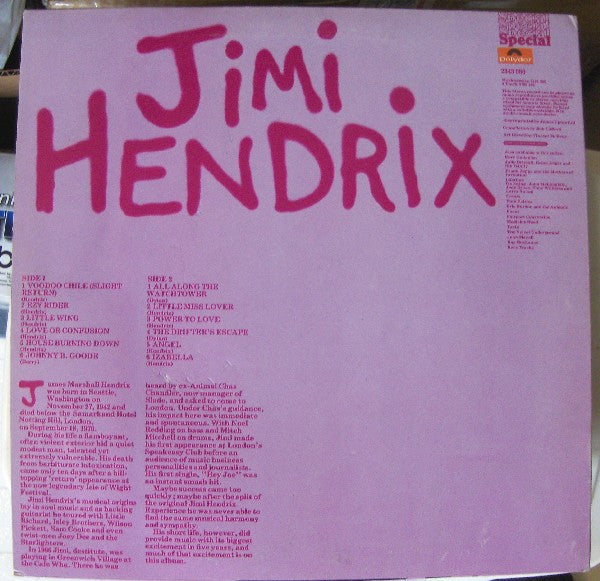 JiMi
HENDRiX
Special
Polydor
2343 080
SIDE 1
1 VOODOO CHILE (SLIGHT
RETURN)
(Hendrix)
2 EZY RIDER
(Hendrix)
3 LITTLE WING
(Hendrix)
4 LOVE OR CONFUSION
(Hendrix)
5 HOUSE BURNING DOWN
(Hendrix)
6 JOHNNY B. GOODE
(Berry)
SIDE 2
1 ALL ALONG THE
WATCHTOWER
(Dylan)
2 LITTLE MISS LOVER
(Hendrix)
3 POWER TO LOVE
(Hendrix)
4 THE DRIFTER'S ESCAPE
(Dylan)
5 ANGEL
(Hendrix)
6 IZABELLA
(Hendrix)
James Marshall Hendrix
was born in Seattle,
Washington on
November 27, 1942 and
died before the Samarkand Hotel
Notting Hill, London,
on September 18, 1970.
During his life a flamboyant,
often violent exterior hid a quiet
modest man, talented yet
extremely vulnerable. His death
from barbiturate intoxication,
came only ten days after a bill-
topping 'return' appearance at
the now legendary Isle of Wight
Festival.
Jimi Hendrix's musical origins
lay in soul music and as backing
guitarist he toured with Little
Richard, Isley Brothers, Wilson
Pickett, Sam Cooke and even
twist-men Joey Dee and the
Starlighters.
In 1966 Jimi, destitute, was
playing in Greenwich Village at
the Cafe Wha. There he was
heard by ex-Animal Chas
Chandler, now manager of
Slade, and asked to come to
London. Under Chas's guidance,
his impact here was immediate
and spontaneous. With Noel
Redding on bass and Mitch
Mitchell on drums, Jimi made
his first appearance at London's
Speakeasy Club before an
audience of music business
personalities and journalists.
His first single, "Hey Joe" was
an instant smash hit.
Maybe success came too
quickly; maybe after the split of
the original Jimi Hendrix
Experience he was never able to
find the same musical harmony
and sympathy.
His short life, however, did
provide music with its biggest
excitement in five years, and
much of that excitement is on
this album.